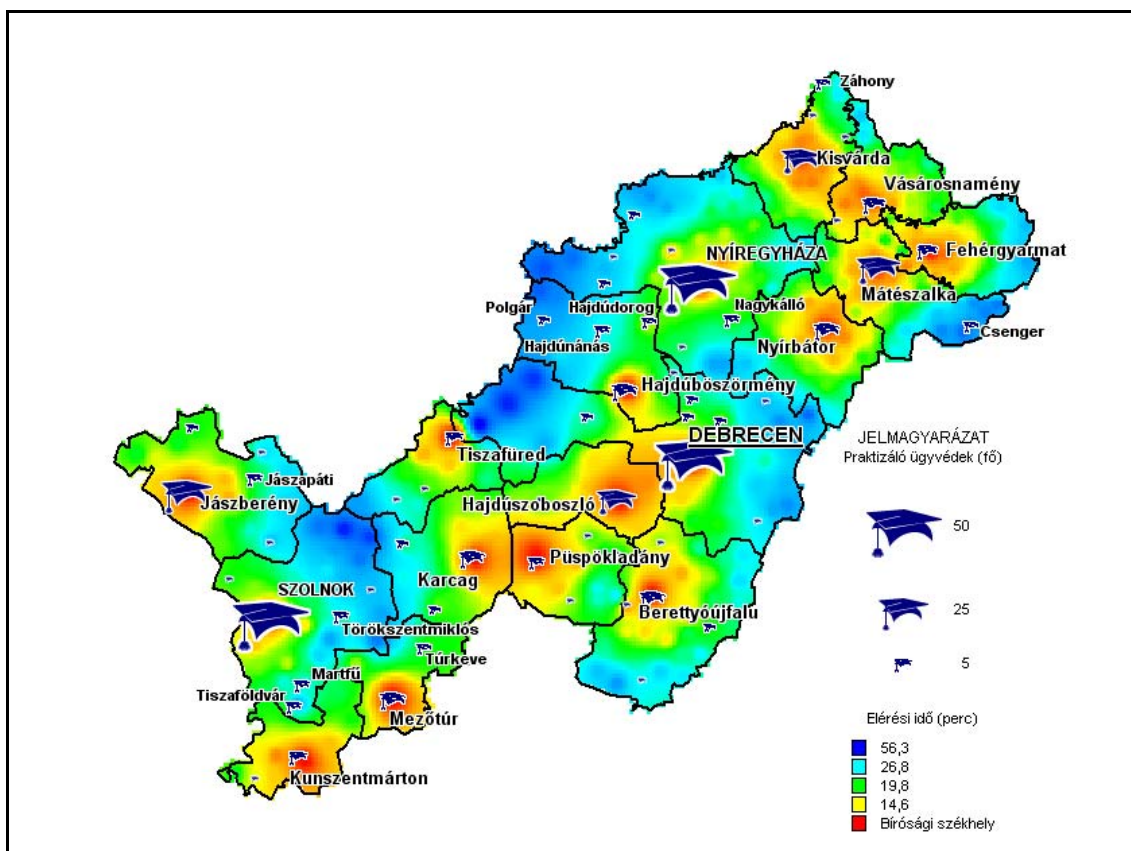 Záhony
Kisvárda
Vásárosnamény
NYÍREGYHÁZA
Fehérgyarmat
Mátészalka
Polgár
Hajdúdorog
Nagykálló
Hajdúnánás
Nyírbátor
Csenger
Hajdúböszörmény
DEBRECEN
JELMAGYARÁZAT
Praktizáló ügyvédek (fő)
Tiszafüred
Jászapáti
Jászberény
Hajdúszoboszló
50
Püspökladány
Karcag
SZOLNOK
Berettyóújfalu
25
Törökszentmiklós
Túrkeve
5
Martfű
Tiszaföldvár
Mezőtúr
Elérési idő (perc)
56,3
26,8
19,8
14,6
Bírósági székhely
Kunszentmárton